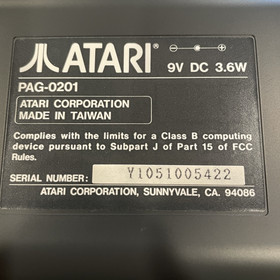 ATARI
9V DC 3.6W
PAG-0201
ATARI CORPORATION
MADE IN TAIWAN
Complies with the limits for a Class B computing
device pursuant to Subpart J of Part 15 of FCC
Rules.
SERIAL NUMBER: Y1051005422
ATARI CORPORATION, SUNNYVALE, CA. 94086